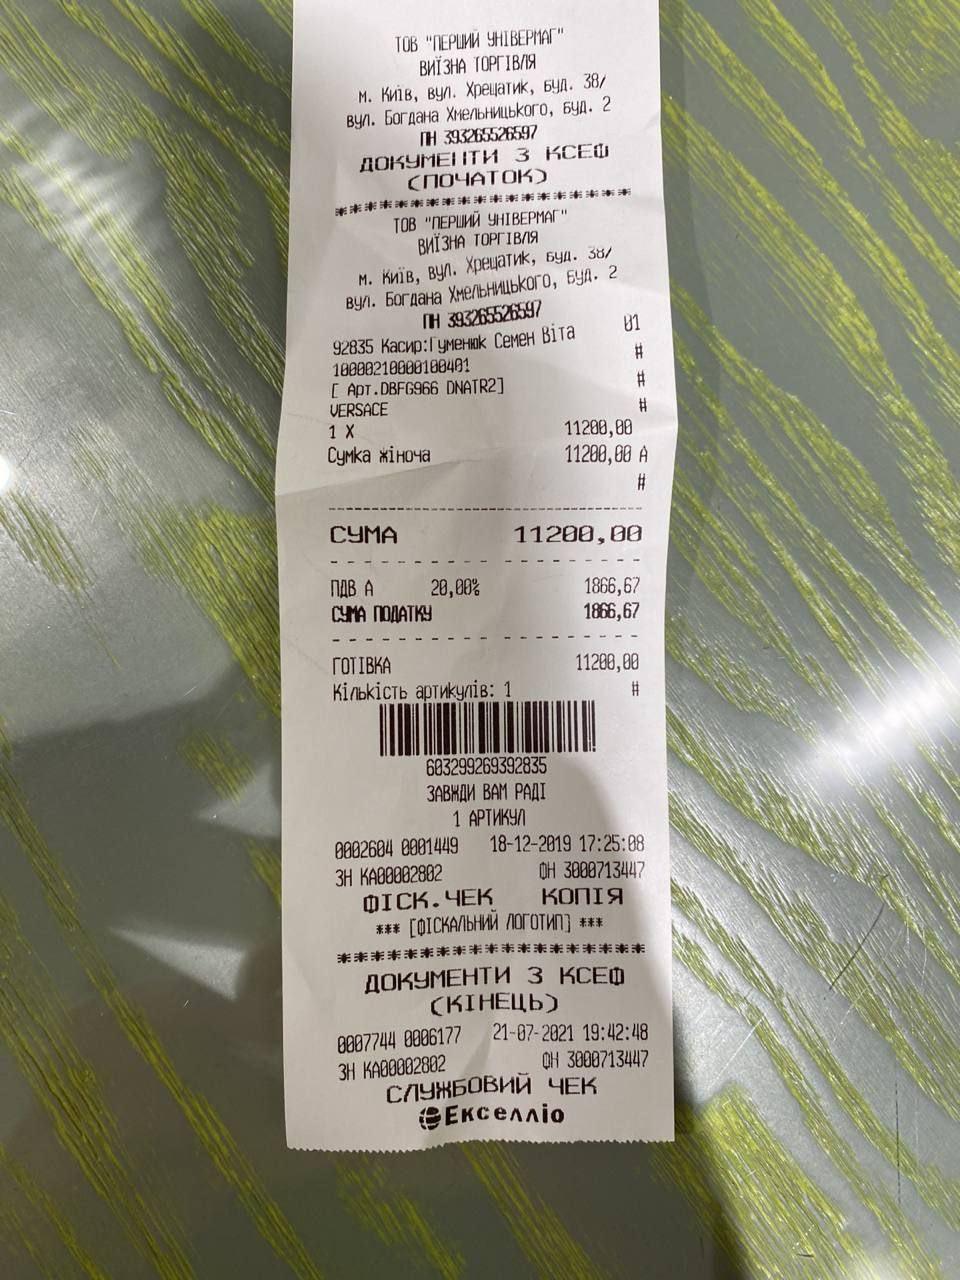 ТОВ "ПЕРШИЙ УНІВЕРМАГ"
ВИЇЗНА ТОРГІВЛЯ
м. Київ, вул. Хрещатик, буд. 38/
вул. Богдана Хмельницького, буд. 2
ПН 393265526597
ДОКУМЕНТИ З КСЕФ
(ПОЧАТОК)
**********************
ТОВ "ПЕРШИЙ УНІВЕРМАГ"
ВИЇЗНА ТОРГІВЛЯ
м. Київ, вул. Хрещатик, буд. 38/
вул. Богдана Хмельницького, буд. 2
ПН 393265526597
92835 Касир:Гуменюк Семен Віта 01
10000210000100401 #
[ Арт.DBFG966 DNATR2] #
VERSACE #
1 X 11200,00
Сумка жіноча 11200,00 А
#
СУМА 11200,00
ПДВ А 20,00% 1866,67
СУМА ПОДАТКУ 1866,67
ГОТІВКА 11200,00
Кількість артикулів: 1 #
603299269392835
ЗАВЖДИ ВАМ РАДІ
1 АРТИКУЛ
0002604 0001449 18-12-2019 17:25:08
ЗН КА00002802 ФН 3000713447
ФІСК.ЧЕК КОПІЯ
*** [ФІСКАЛЬНИЙ ЛОГОТИП] ***
**********************
ДОКУМЕНТИ З КСЕФ
(КІНЕЦЬ)
0007744 0006177 21-07-2021 19:42:48
ЗН КА00002802 ФН 3000713447
СЛУЖБОВИЙ ЧЕК
Екселліо